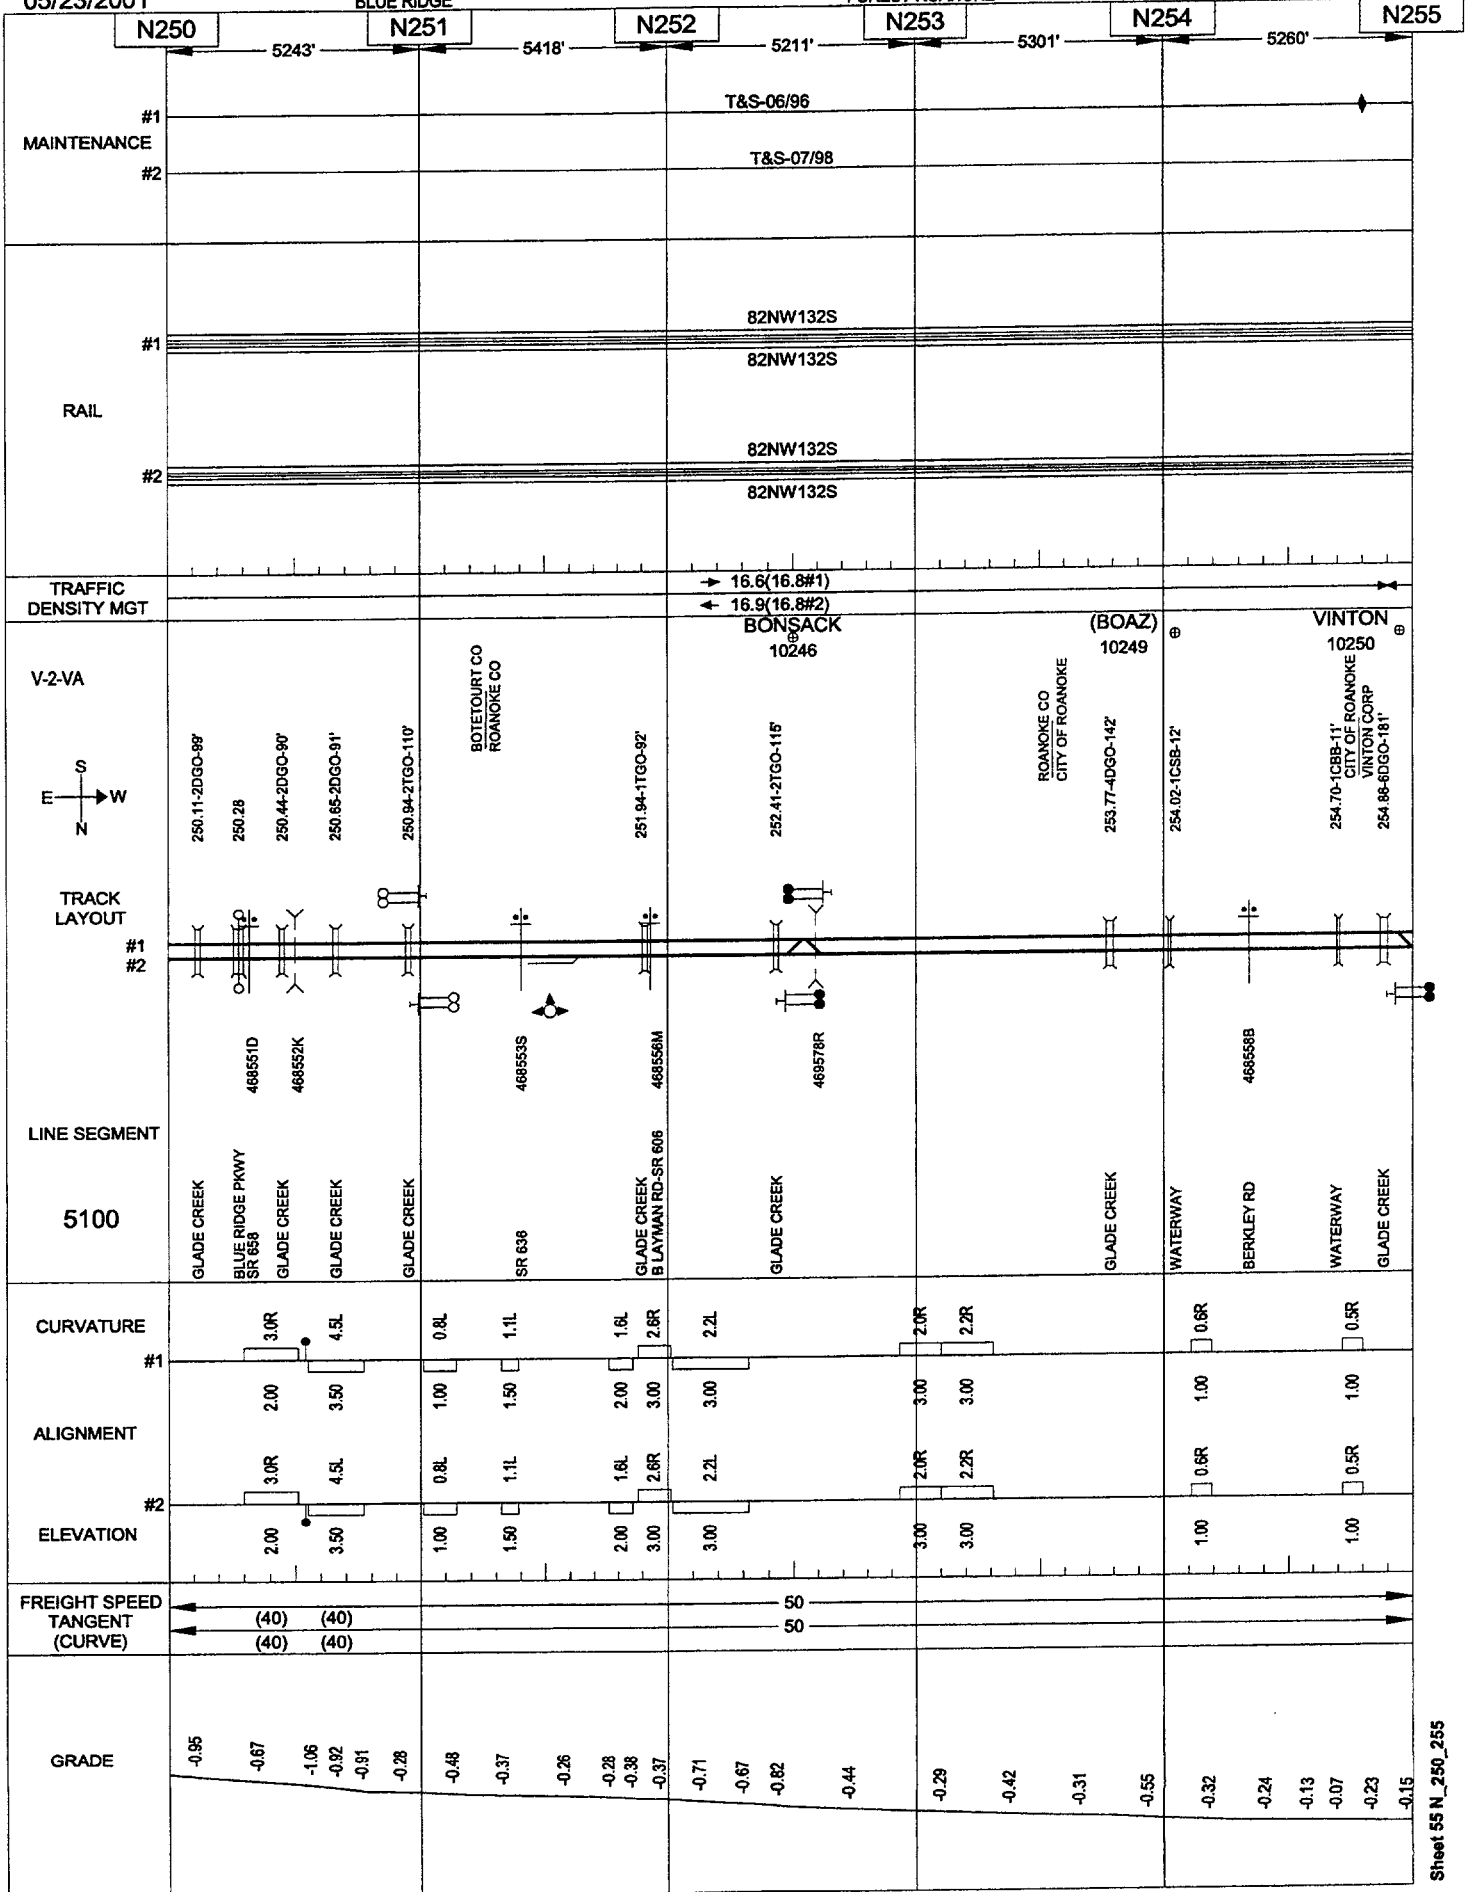 05/23/2001
BLUE RIDGE
N250 N251 N252 N253 N254 N255
5243' 5418' 5211' 5301' 5260'
MAINTENANCE
#1 T&S-06/96
#2 T&S-07/98
RAIL
82NW132S
#1
82NW132S
82NW132S
#2
82NW132S
TRAFFIC
DENSITY MGT
16.6(16.8#1)
16.9(16.8#2)
BONSACK (BOAZ) VINTON
10246 10249 10250
V-2-VA
BOTETOURT CO
ROANOKE CO
ROANOKE CO
CITY OF ROANOKE
CITY OF ROANOKE
VINTON CORP
S
E W
N
250.11-2DGO-99'
250.28
250.44-2DGO-90'
250.65-2DGO-91'
250.94-2TGO-110'
251.94-1TGO-92'
252.41-2TGO-115'
253.77-4DGO-142'
254.02-1CSB-12'
254.70-1CBB-11'
254.86-6DGO-181'
TRACK
LAYOUT
#1
#2
468551D
468552K
468553S
468556M
469578R
468558B
LINE SEGMENT
5100
GLADE CREEK
BLUE RIDGE PKWY
SR 658
GLADE CREEK
GLADE CREEK
GLADE CREEK
SR 636
GLADE CREEK
B LAYMAN RD-SR 606
GLADE CREEK
GLADE CREEK
WATERWAY
BERKLEY RD
WATERWAY
GLADE CREEK
CURVATURE
3.0R 4.5L 0.8L 1.1L 1.6L 2.6R 2.2L 2.0R 2.2R 0.6R 0.5R
#1
2.00 3.50 1.00 1.50 2.00 3.00 3.00 3.00 3.00 1.00 1.00
ALIGNMENT
3.0R 4.5L 0.8L 1.1L 1.6L 2.6R 2.2L 2.0R 2.2R 0.6R 0.5R
#2
ELEVATION
2.00 3.50 1.00 1.50 2.00 3.00 3.00 3.00 3.00 1.00 1.00
FREIGHT SPEED
TANGENT
(CURVE)
50
(40) (40)
50
(40) (40)
GRADE
-0.95 -0.67 -1.06 -0.92 -0.91 -0.28 -0.48 -0.37 -0.26 -0.28 -0.38 -0.37 -0.71 -0.67 -0.82 -0.44 -0.29 -0.42 -0.31 -0.55 -0.32 -0.24 -0.13 -0.07 -0.23 -0.15
Sheet 55 N_250_255